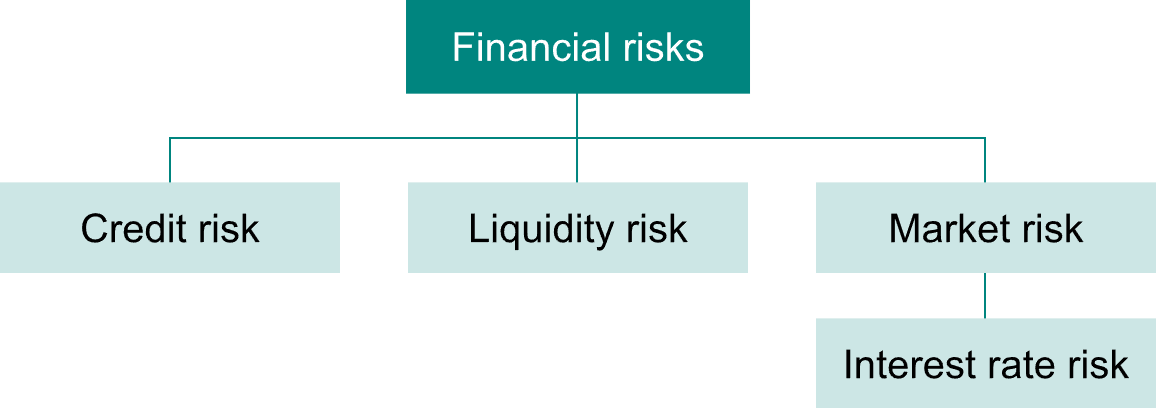 Financial risks
Credit risk
Liquidity risk
Market risk
Interest rate risk